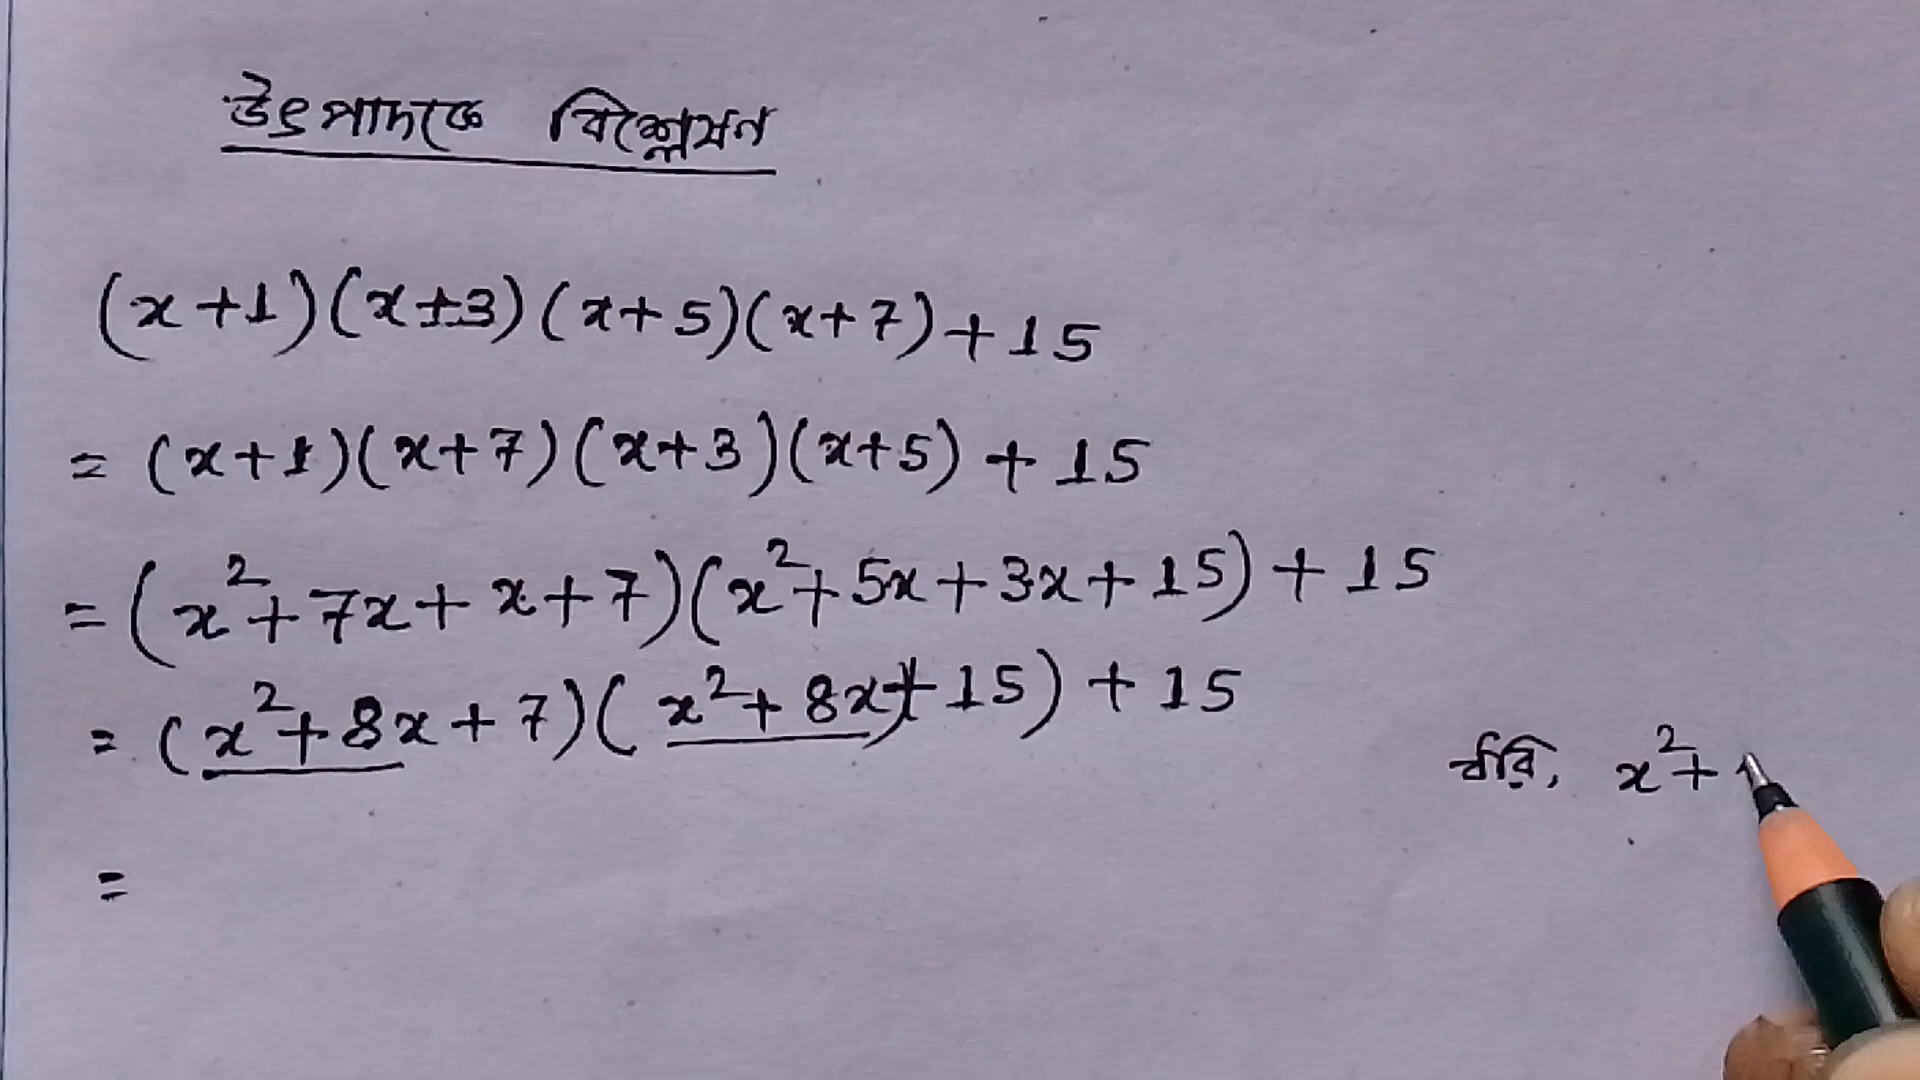 উৎপাদকে বিশ্লেষন
(x+1)(x+3)(x+5)(x+7)+15
= (x+1)(x+7)(x+3)(x+5) + 15
= (x²+7x+x+7)(x²+5x+3x+15)+15
= (x²+8x+7)(x²+8x+15)+15
ধরি, x²+
=